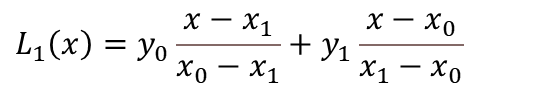 L₁(x) = y₀ (x − x₁)/(x₀ − x₁) + y₁ (x − x₀)/(x₁ − x₀)